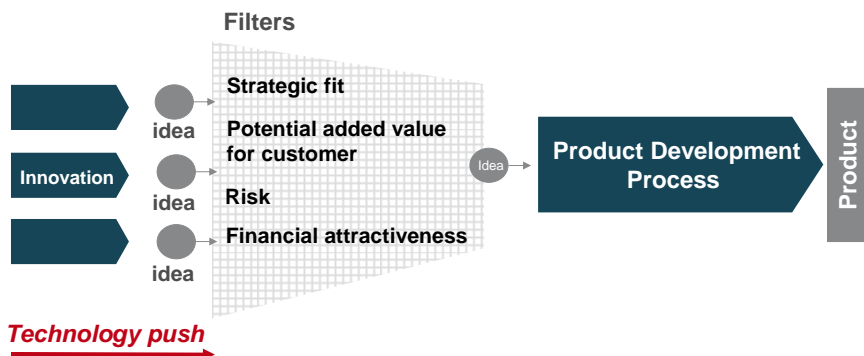 Filters
Strategic fit
idea
Potential added value
for customer
Innovation
idea
Risk
Financial attractiveness
idea
Idea
Product Development
Process
Product
Technology push